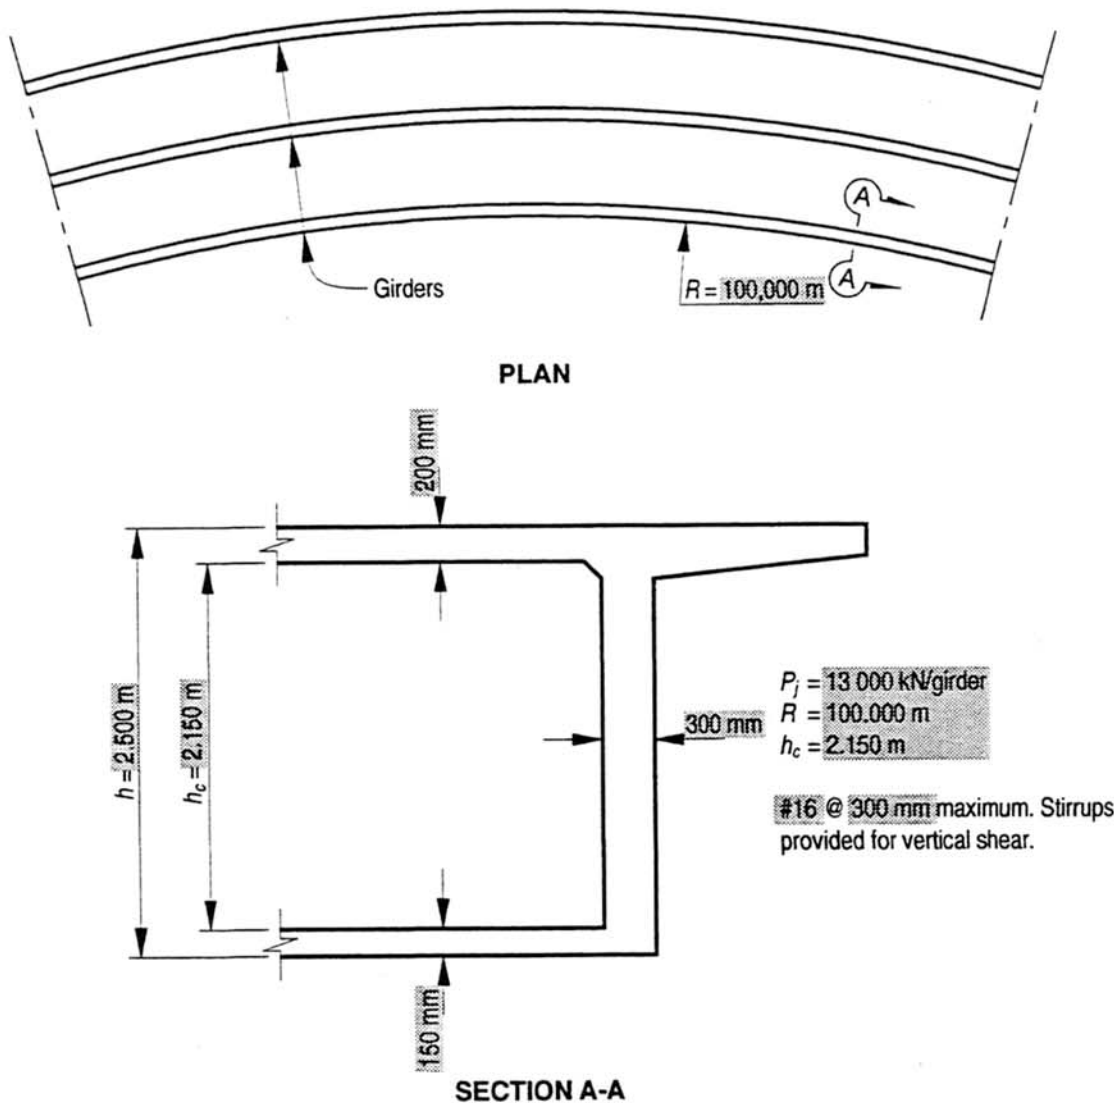 A
A
Girders
R = 100,000 m
PLAN
200 mm
h = 2.500 m
h_c = 2.150 m
300 mm
P_j = 13 000 kN/girder
R = 100.000 m
h_c = 2.150 m
#16 @ 300 mm maximum. Stirrups
provided for vertical shear.
150 mm
SECTION A-A